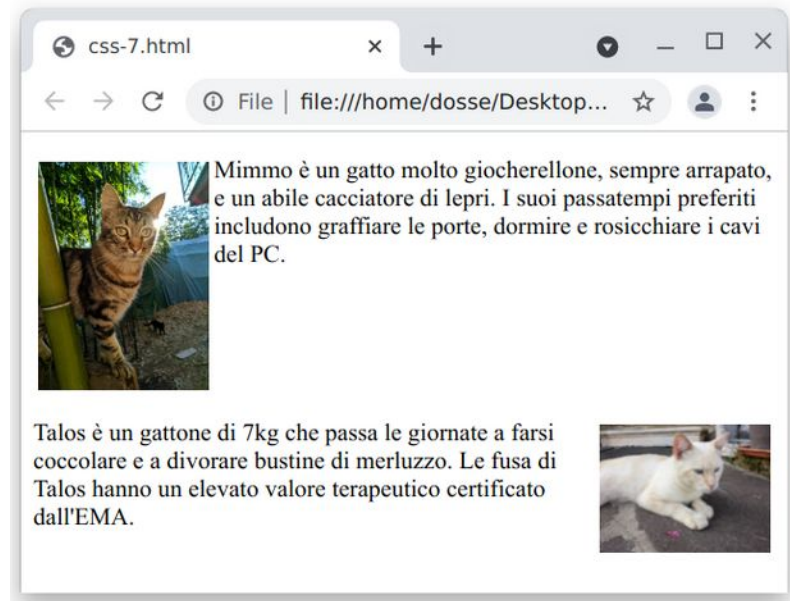 css-7.html
File | file:///home/dosse/Desktop...
Mimmo è un gatto molto giocherellone, sempre arrapato,
e un abile cacciatore di lepri. I suoi passatempi preferiti
includono graffiare le porte, dormire e rosicchiare i cavi
del PC.
Talos è un gattone di 7kg che passa le giornate a farsi
coccolare e a divorare bustine di merluzzo. Le fusa di
Talos hanno un elevato valore terapeutico certificato
dall'EMA.